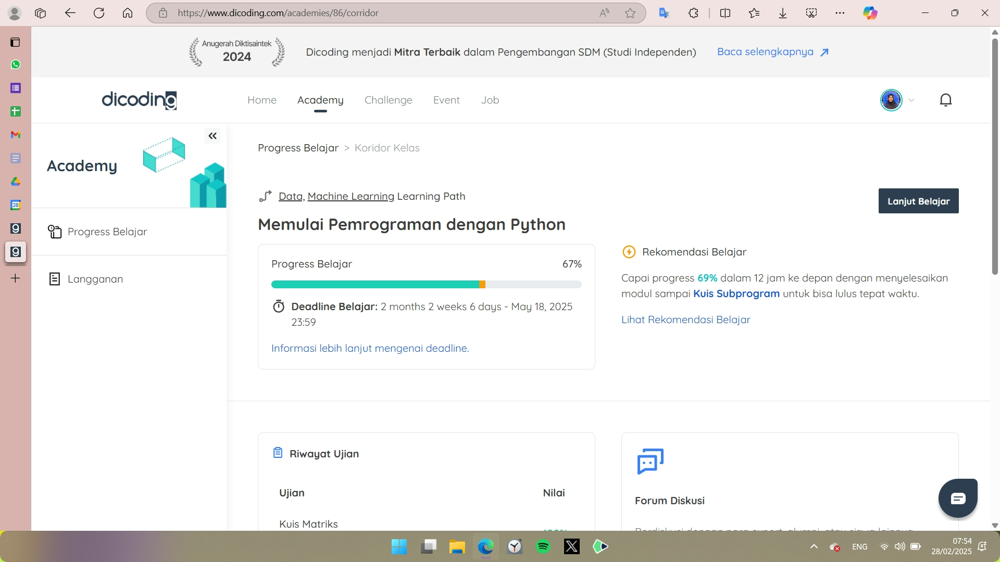 https://www.dicoding.com/academies/86/corridor
Anugerah Diktisaintek
2024
Dicoding menjadi Mitra Terbaik dalam Pengembangan SDM (Studi Independen)
Baca selengkapnya
dicoding
Home
Academy
Challenge
Event
Job
Academy
Progress Belajar
Langganan
Progress Belajar > Koridor Kelas
Data, Machine Learning Learning Path
Memulai Pemrograman dengan Python
Lanjut Belajar
Progress Belajar
67%
Deadline Belajar: 2 months 2 weeks 6 days - May 18, 2025
23:59
Informasi lebih lanjut mengenai deadline.
Rekomendasi Belajar
Capai progress 69% dalam 12 jam ke depan dengan menyelesaikan
modul sampai Kuis Subprogram untuk bisa lulus tepat waktu.
Lihat Rekomendasi Belajar
Riwayat Ujian
Ujian
Nilai
Kuis Matriks
Forum Diskusi
28
ENG
07:54
28/02/2025